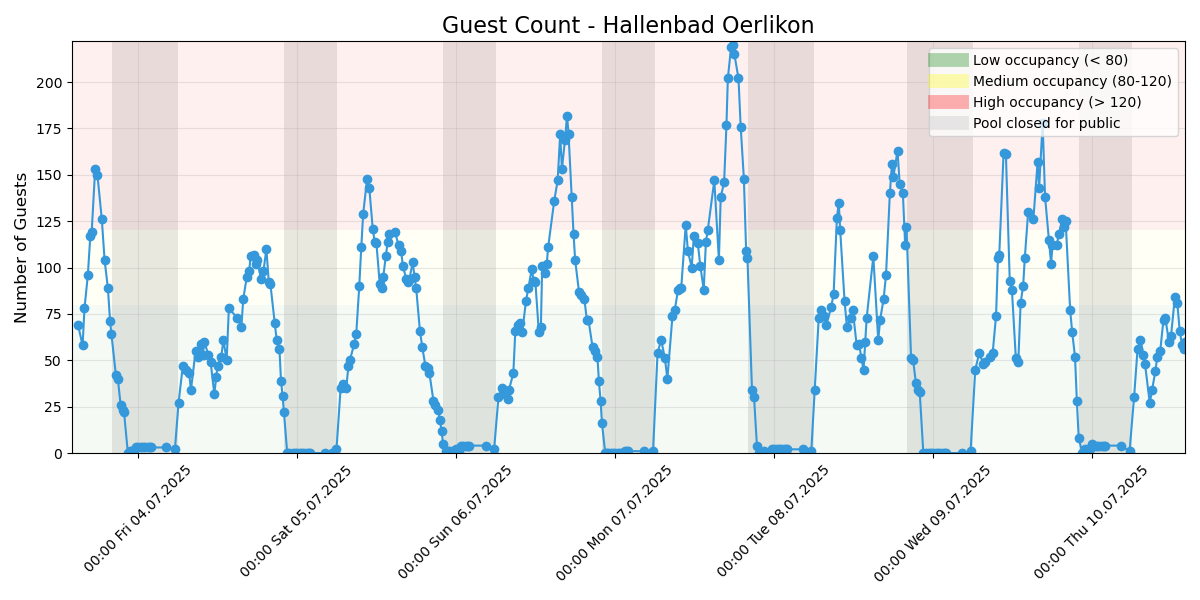 Guest Count - Hallenbad Oerlikon
Number of Guests
200
175
150
125
100
75
50
25
0
Low occupancy (< 80)
Medium occupancy (80-120)
High occupancy (> 120)
Pool closed for public
00:00 Fri 04.07.2025
00:00 Sat 05.07.2025
00:00 Sun 06.07.2025
00:00 Mon 07.07.2025
00:00 Tue 08.07.2025
00:00 Wed 09.07.2025
00:00 Thu 10.07.2025